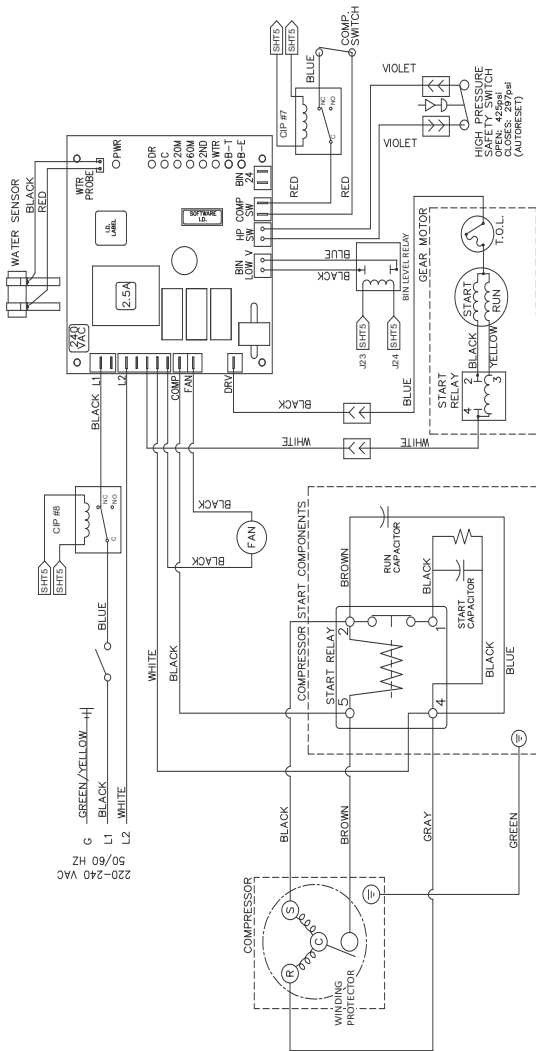 WATER SENSOR
BLACK
RED
WTR
PROBE
PWR
DR
C
20M
60M
2ND
WTR
B-T
B-E
I.D.
LABEL
SOFTWARE
I.D.
2.5A
240
VAC
BIN
24
COMP
SW
HP
SW
BIN
LOW V
L1
L2
COMP
FAN
DRV
SHT5
SHT5
CIP #7
NC
NO
C
BLUE
COMP.
SWITCH
RED
RED
VIOLET
VIOLET
HIGH PRESSURE
SAFETY SWITCH
OPEN: 425psi
CLOSES: 297psi
(AUTORESET)
BLUE
BLACK
BIN LEVEL RELAY
SHT5
SHT5
J23
J24
GEAR MOTOR
T.O.L.
START
RUN
BLACK
YELLOW
START
RELAY
2
4
3
BLUE
BLACK
WHITE
WHITE
SHT5
SHT5
CIP #8
NC
NO
C
BLACK
BLUE
BLACK
BLACK
FAN
WHITE
BLACK
220-240 VAC
50/60 HZ
G
L1
L2
GREEN/YELLOW
BLACK
WHITE
COMPRESSOR START COMPONENTS
START RELAY
2
5
1
4
BROWN
RUN
CAPACITOR
BLACK
START
CAPACITOR
BLACK
BLUE
BLACK
BROWN
GRAY
GREEN
COMPRESSOR
S
R
C
WINDING
PROTECTOR